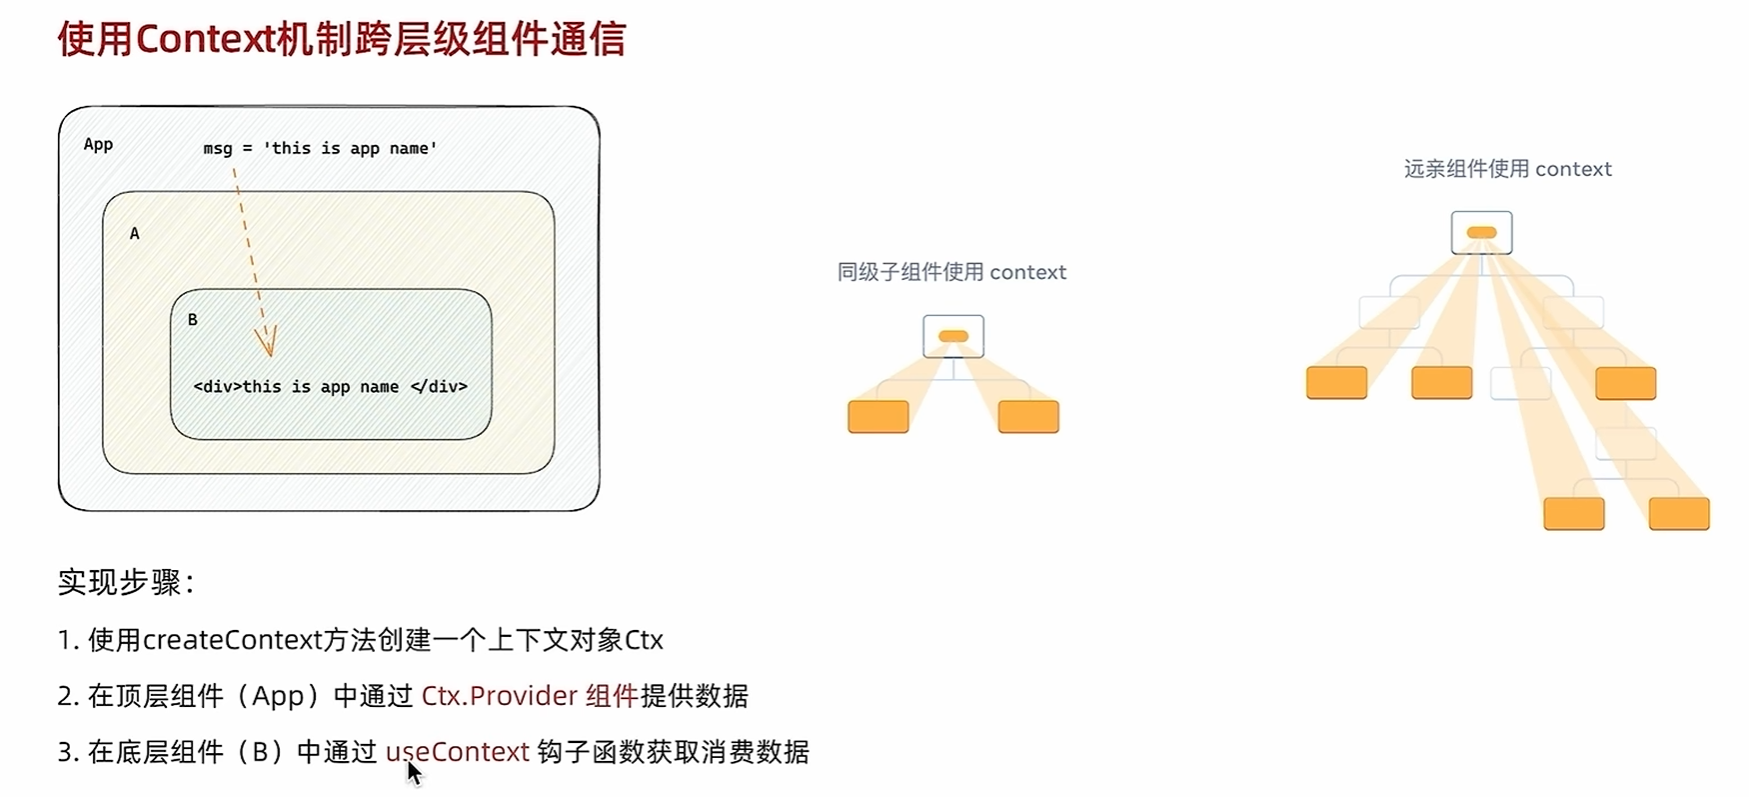 使用Context机制跨层级组件通信
App
msg = 'this is app name'
A
B
<div>this is app name </div>
同级子组件使用 context
远亲组件使用 context
实现步骤：
1. 使用createContext方法创建一个上下文对象Ctx
2. 在顶层组件（App）中通过 Ctx.Provider 组件提供数据
3. 在底层组件（B）中通过 useContext 钩子函数获取消费数据